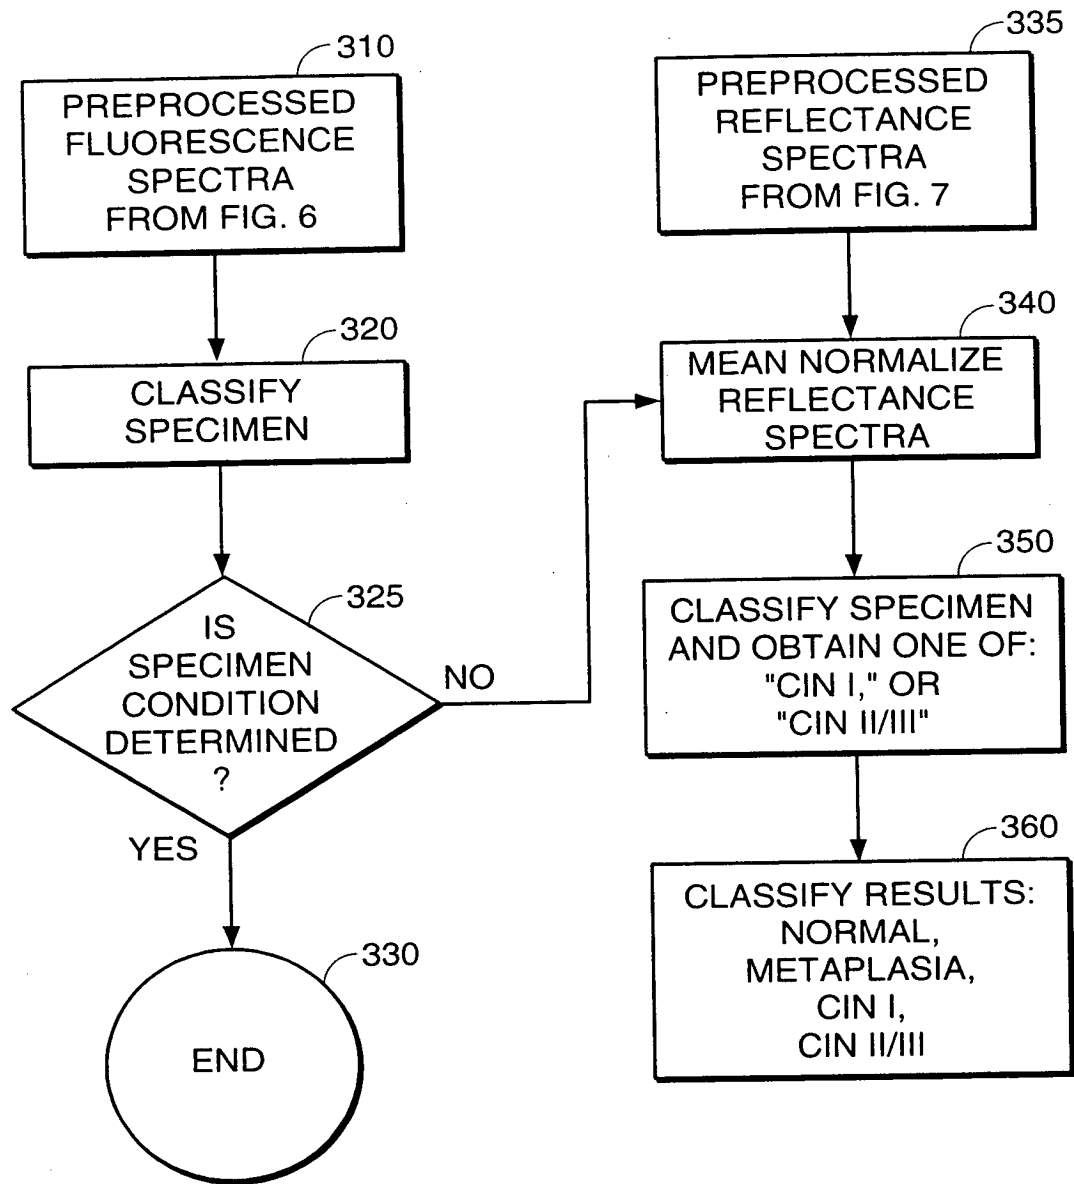 310
PREPROCESSED
FLUORESCENCE
SPECTRA
FROM FIG. 6
320
CLASSIFY
SPECIMEN
325
IS
SPECIMEN
CONDITION
DETERMINED
?
NO
YES
330
END
335
PREPROCESSED
REFLECTANCE
SPECTRA
FROM FIG. 7
340
MEAN NORMALIZE
REFLECTANCE
SPECTRA
350
CLASSIFY SPECIMEN
AND OBTAIN ONE OF:
"CIN I," OR
"CIN II/III"
360
CLASSIFY RESULTS:
NORMAL,
METAPLASIA,
CIN I,
CIN II/III